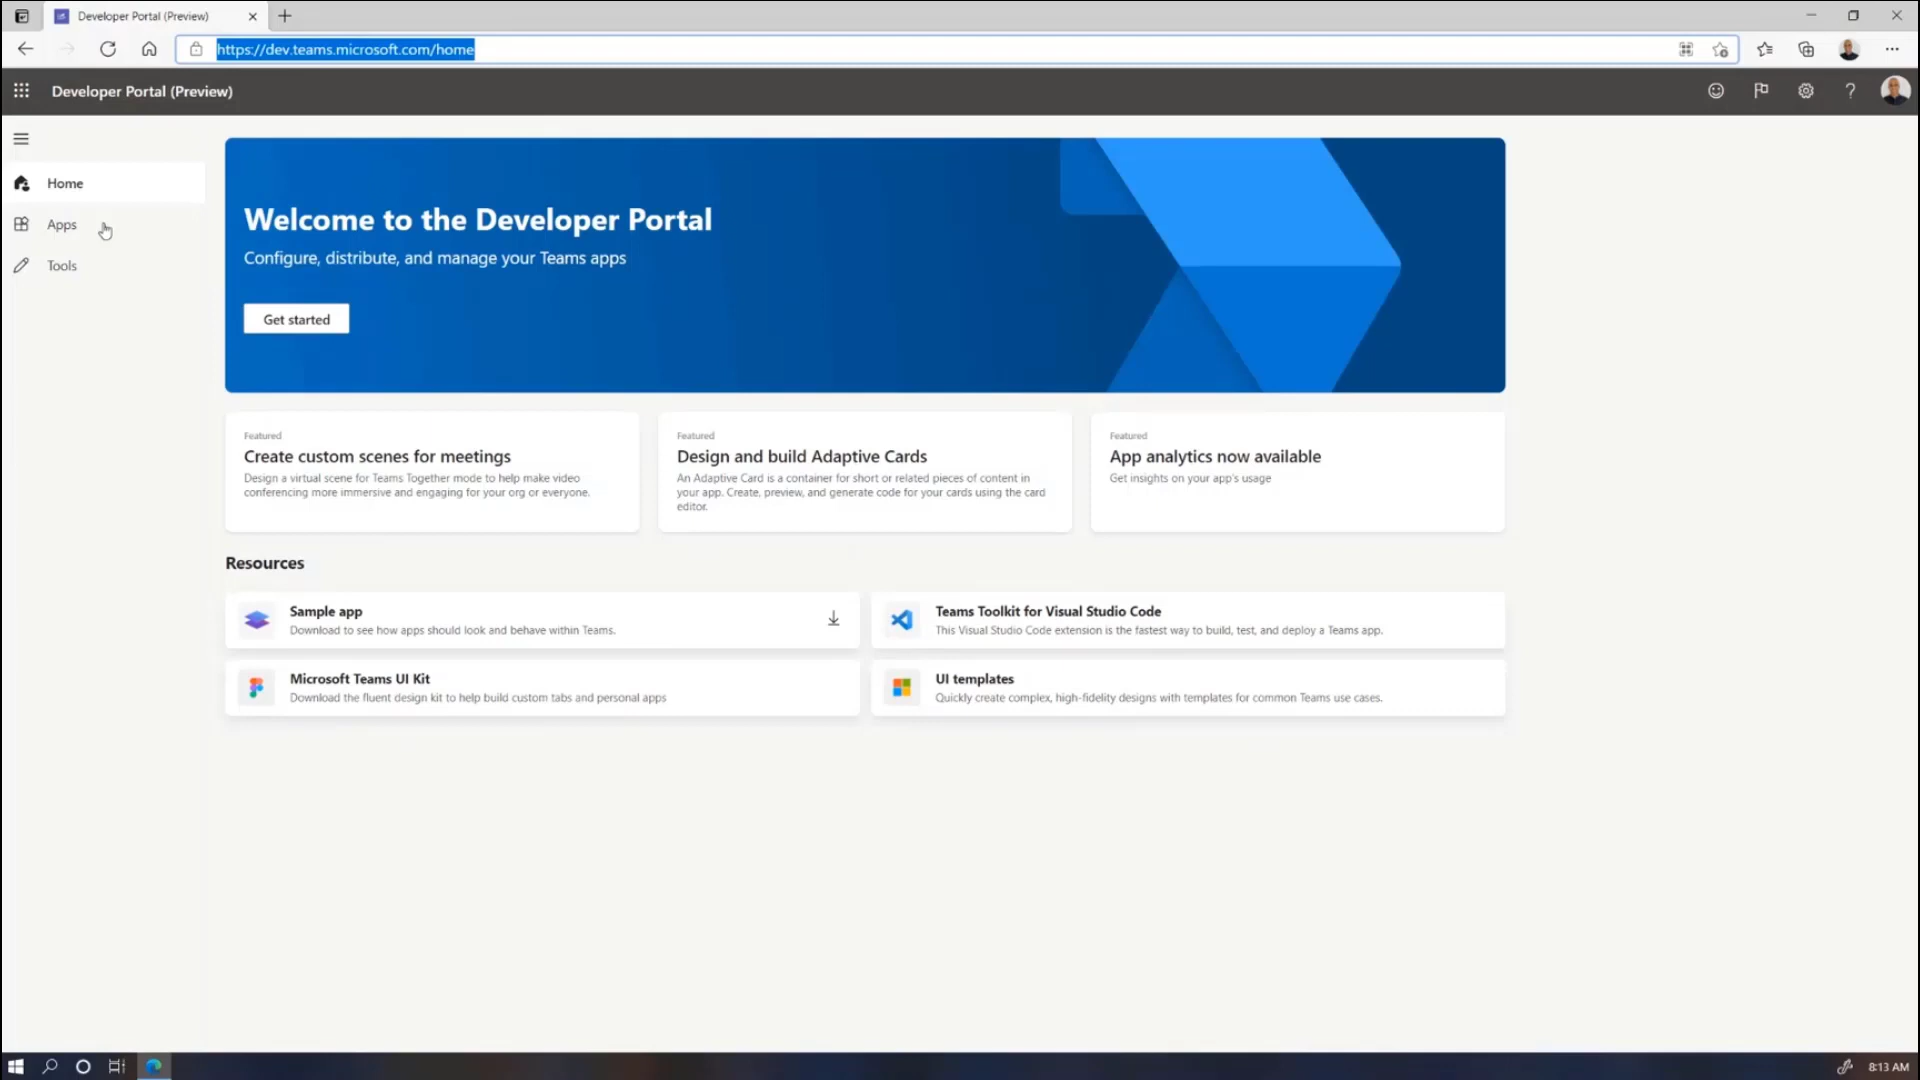 Developer Portal (Preview)
https://dev.teams.microsoft.com/home
Developer Portal (Preview)
Home
Apps
Tools
Welcome to the Developer Portal
Configure, distribute, and manage your Teams apps
Get started
Featured
Create custom scenes for meetings
Design a virtual scene for Teams Together mode to help make video
conferencing more immersive and engaging for your org or everyone.
Featured
Design and build Adaptive Cards
An Adaptive Card is a container for short or related pieces of content in
your app. Create, preview, and generate code for your cards using the card
editor.
Featured
App analytics now available
Get insights on your app's usage
Resources
Sample app
Download to see how apps should look and behave within Teams.
Teams Toolkit for Visual Studio Code
This Visual Studio Code extension is the fastest way to build, test, and deploy a Teams app.
Microsoft Teams UI Kit
Download the fluent design kit to help build custom tabs and personal apps
UI templates
Quickly create complex, high-fidelity designs with templates for common Teams use cases.
8:13 AM